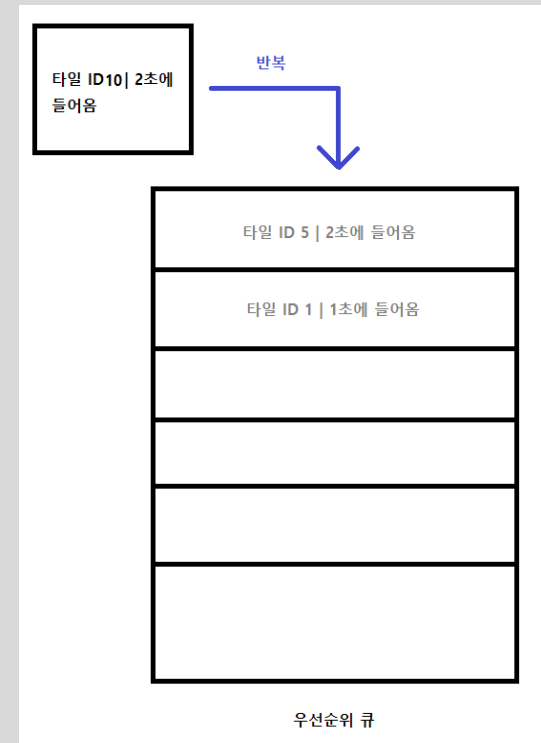 타일 ID10| 2초에
들어옴
반복
타일 ID 5 | 2초에 들어옴
타일 ID 1 | 1초에 들어옴
우선순위 큐